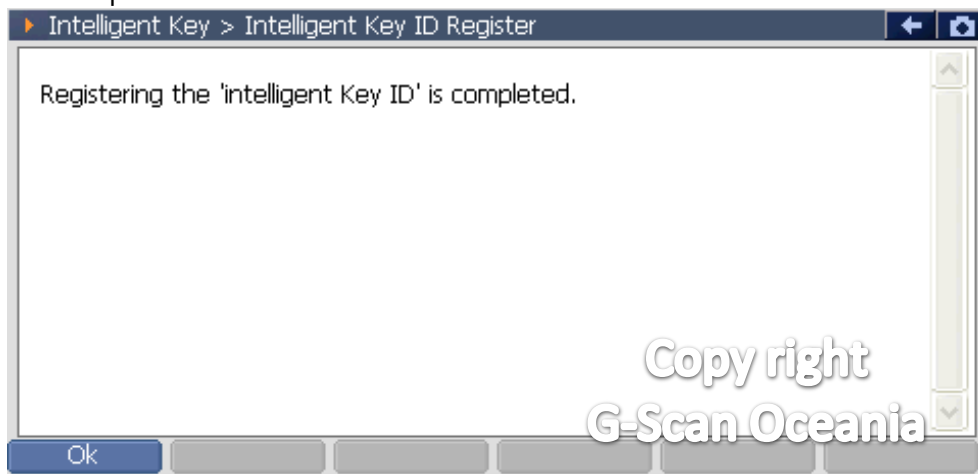 Intelligent Key > Intelligent Key ID Register
Registering the 'intelligent Key ID' is completed.
Copy right
G-Scan Oceania
Ok